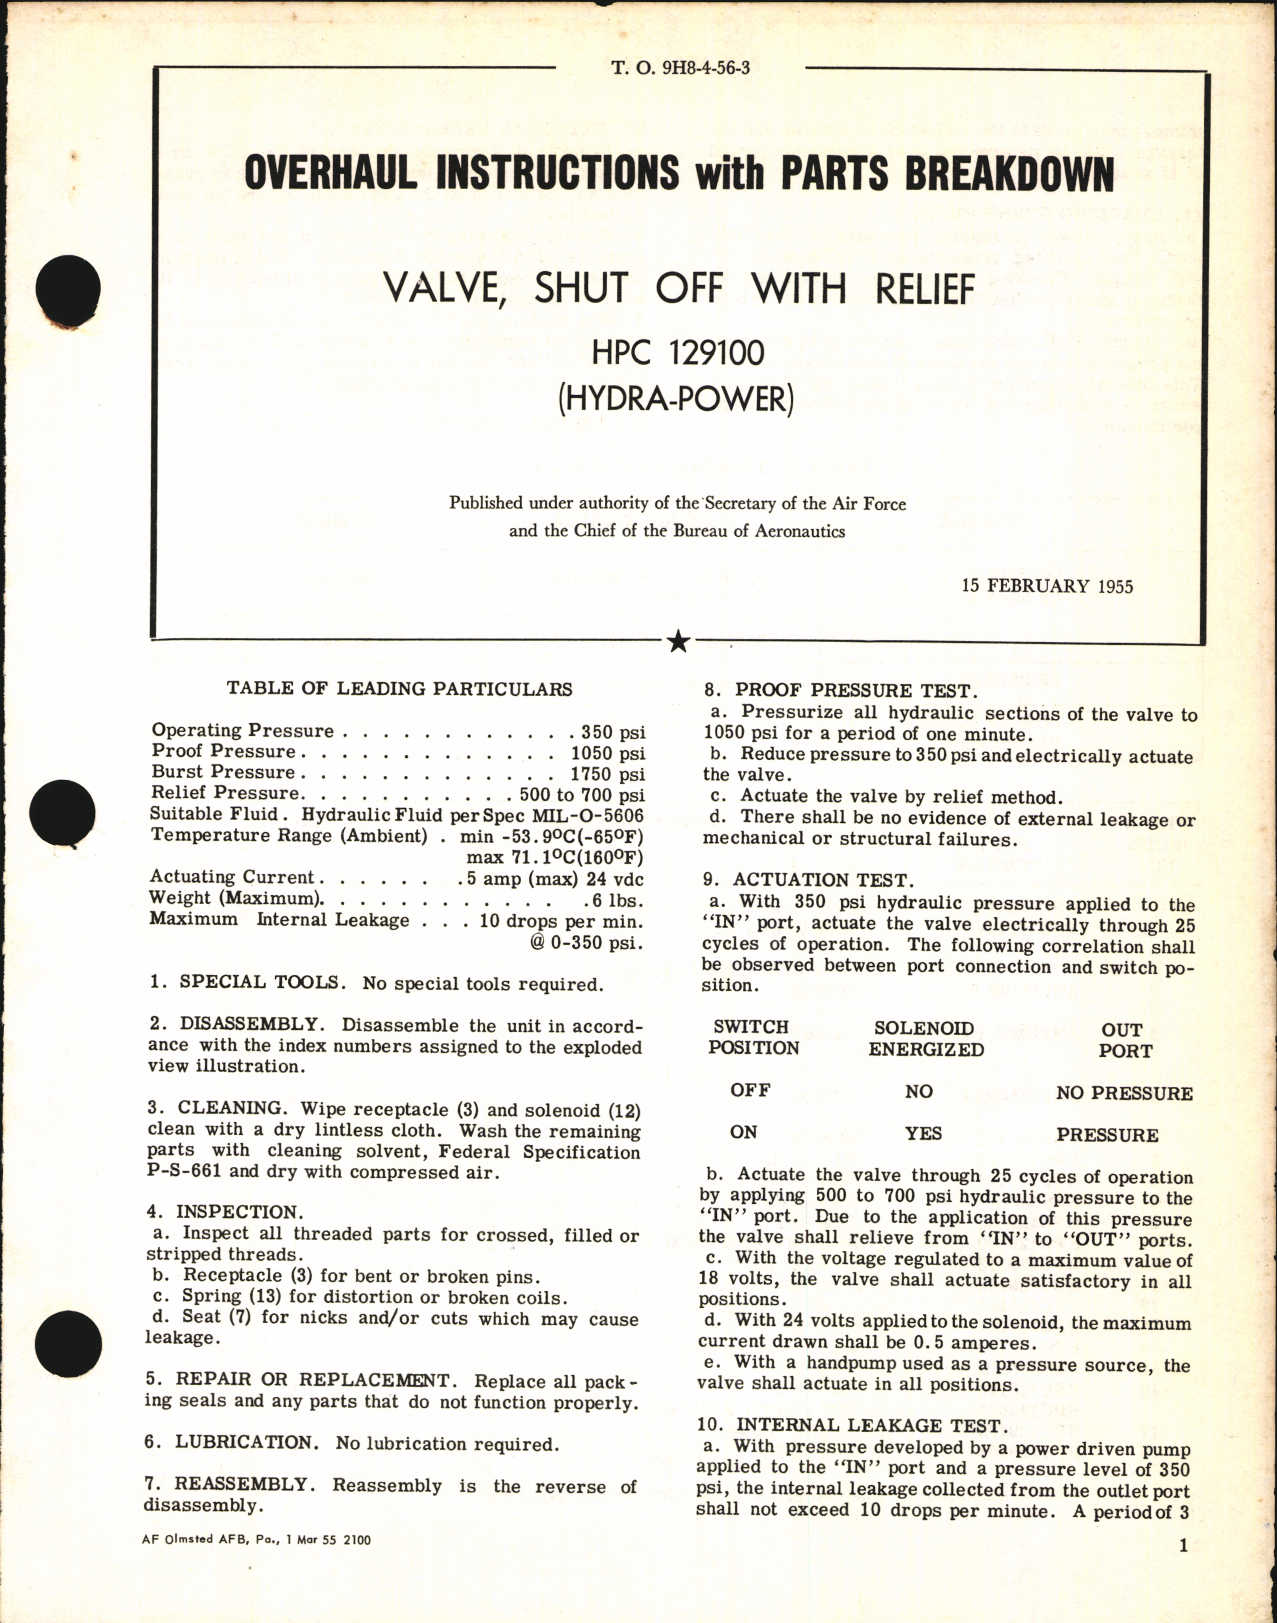 T. O. 9H8-4-56-3
OVERHAUL INSTRUCTIONS with PARTS BREAKDOWN
VALVE, SHUT OFF WITH RELIEF
HPC 129100
(HYDRA-POWER)
Published under authority of the Secretary of the Air Force
and the Chief of the Bureau of Aeronautics
15 FEBRUARY 1955
TABLE OF LEADING PARTICULARS
Operating Pressure . . . . . . . . . . . . 350 psi
Proof Pressure . . . . . . . . . . . . . 1050 psi
Burst Pressure . . . . . . . . . . . . . 1750 psi
Relief Pressure. . . . . . . . . . . 500 to 700 psi
Suitable Fluid . Hydraulic Fluid per Spec MIL-O-5606
Temperature Range (Ambient) . min -53.9ºC(-65ºF)
max 71.1ºC(160ºF)
Actuating Current . . . . . . .5 amp (max) 24 vdc
Weight (Maximum). . . . . . . . . . . . .6 lbs.
Maximum Internal Leakage . . . 10 drops per min.
@ 0-350 psi.
1. SPECIAL TOOLS. No special tools required.
2. DISASSEMBLY. Disassemble the unit in accord-
ance with the index numbers assigned to the exploded
view illustration.
3. CLEANING. Wipe receptacle (3) and solenoid (12)
clean with a dry lintless cloth. Wash the remaining
parts with cleaning solvent, Federal Specification
P-S-661 and dry with compressed air.
4. INSPECTION.
a. Inspect all threaded parts for crossed, filled or
stripped threads.
b. Receptacle (3) for bent or broken pins.
c. Spring (13) for distortion or broken coils.
d. Seat (7) for nicks and/or cuts which may cause
leakage.
5. REPAIR OR REPLACEMENT. Replace all pack-
ing seals and any parts that do not function properly.
6. LUBRICATION. No lubrication required.
7. REASSEMBLY. Reassembly is the reverse of
disassembly.
AF Olmsted AFB, Pa., 1 Mar 55 2100
8. PROOF PRESSURE TEST.
a. Pressurize all hydraulic sections of the valve to
1050 psi for a period of one minute.
b. Reduce pressure to 350 psi and electrically actuate
the valve.
c. Actuate the valve by relief method.
d. There shall be no evidence of external leakage or
mechanical or structural failures.
9. ACTUATION TEST.
a. With 350 psi hydraulic pressure applied to the
"IN" port, actuate the valve electrically through 25
cycles of operation. The following correlation shall
be observed between port connection and switch po-
sition.
SWITCH SOLENOID OUT
POSITION ENERGIZED PORT
OFF NO NO PRESSURE
ON YES PRESSURE
b. Actuate the valve through 25 cycles of operation
by applying 500 to 700 psi hydraulic pressure to the
"IN" port. Due to the application of this pressure
the valve shall relieve from "IN" to "OUT" ports.
c. With the voltage regulated to a maximum value of
18 volts, the valve shall actuate satisfactory in all
positions.
d. With 24 volts applied to the solenoid, the maximum
current drawn shall be 0.5 amperes.
e. With a handpump used as a pressure source, the
valve shall actuate in all positions.
10. INTERNAL LEAKAGE TEST.
a. With pressure developed by a power driven pump
applied to the "IN" port and a pressure level of 350
psi, the internal leakage collected from the outlet port
shall not exceed 10 drops per minute. A period of 3
1